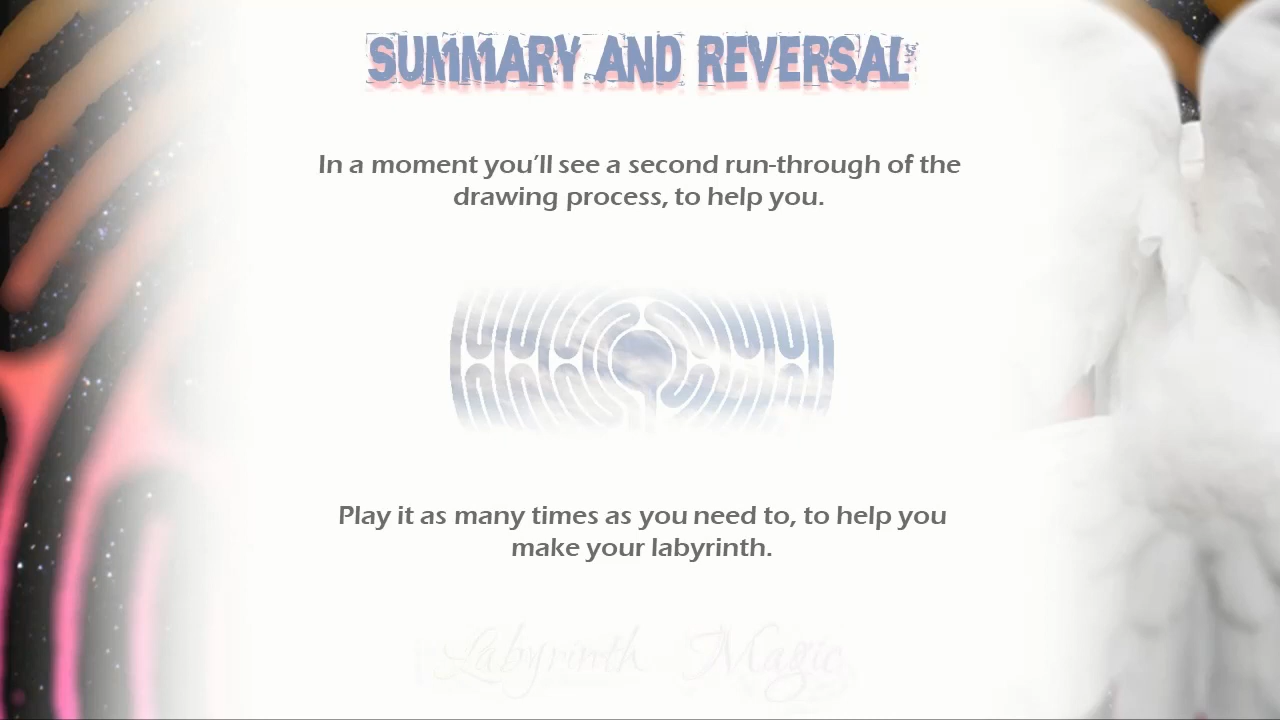 SUMMARY AND REVERSAL
In a moment you'll see a second run-through of the
drawing process, to help you.
Play it as many times as you need to, to help you
make your labyrinth.
Labyrinth Magic